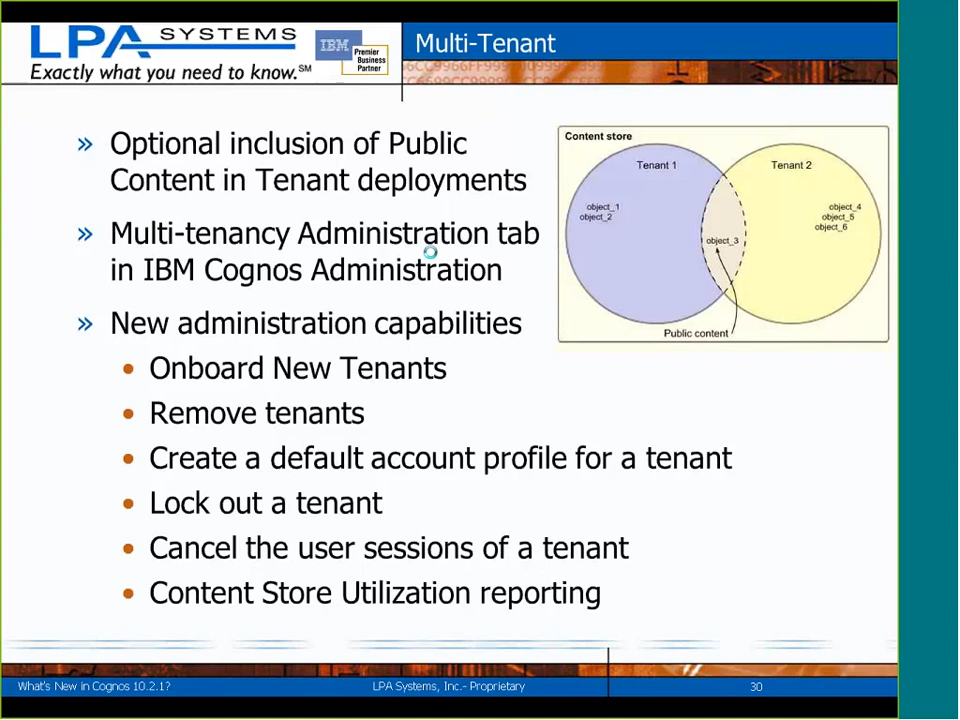 LPA SYSTEMS
Exactly what you need to know.SM
IBM
Premier
Business
Partner
Multi-Tenant
» Optional inclusion of Public
Content in Tenant deployments
» Multi-tenancy Administration tab
in IBM Cognos Administration
» New administration capabilities
• Onboard New Tenants
• Remove tenants
• Create a default account profile for a tenant
• Lock out a tenant
• Cancel the user sessions of a tenant
• Content Store Utilization reporting
Content store
Tenant 1
Tenant 2
object_1
object_2
object_3
object_4
object_5
object_6
Public content
What's New in Cognos 10.2.1?
LPA Systems, Inc.- Proprietary
30